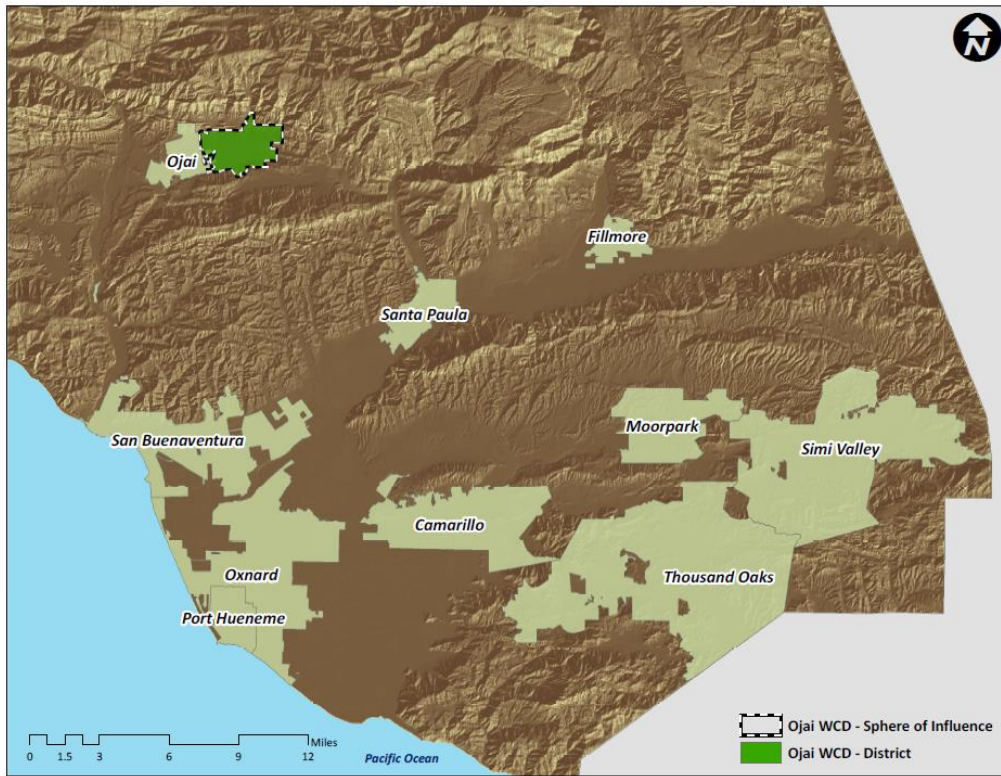 N
Ojai
Fillmore
Santa Paula
San Buenaventura
Moorpark
Simi Valley
Camarillo
Oxnard
Thousand Oaks
Port Hueneme
Ojai WCD - Sphere of Influence
Ojai WCD - District
Miles
0 1.5 3 6 9 12
Pacific Ocean